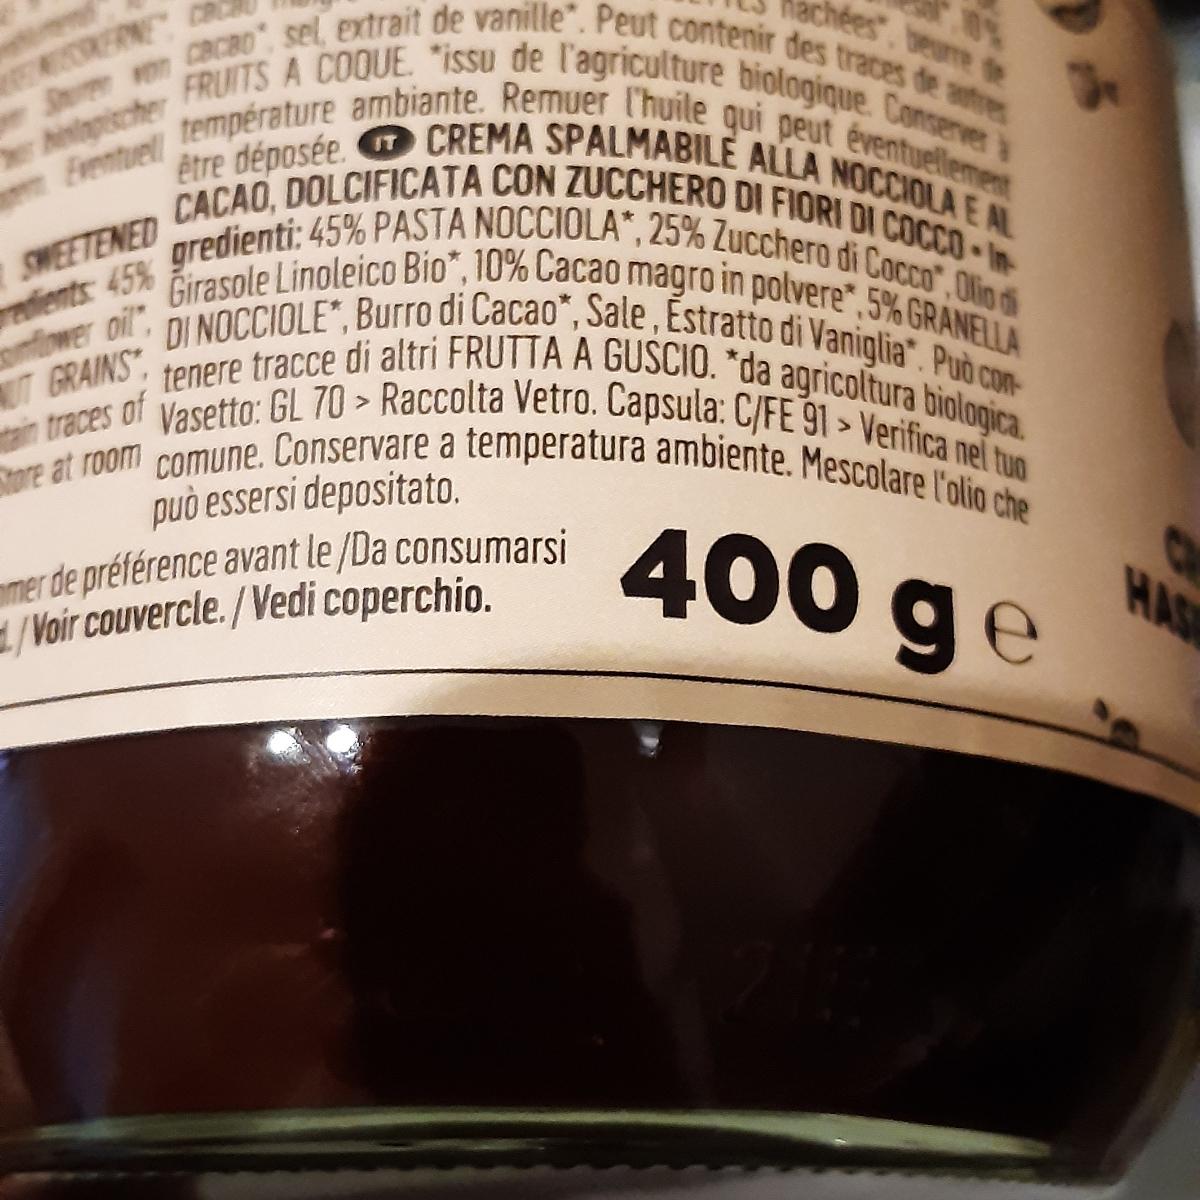 cacao*, sel, extrait de vanille*. Peut contenir des traces de autres
FRUITS A COQUE. *issu de l'agriculture biologique. Conserver à
température ambiante. Remuer l'huile qui peut éventuellement
être déposée. IT CREMA SPALMABILE ALLA NOCCIOLA E AL
CACAO, DOLCIFICATA CON ZUCCHERO DI FIORI DI COCCO • In-
gredienti: 45% PASTA NOCCIOLA*, 25% Zucchero di Cocco*, Olio di
Girasole Linoleico Bio*, 10% Cacao magro in polvere*, 5% GRANELLA
DI NOCCIOLE*, Burro di Cacao*, Sale, Estratto di Vaniglia*. Può con-
tenere tracce di altri FRUTTA A GUSCIO. *da agricoltura biologica.
Vasetto: GL 70 > Raccolta Vetro. Capsula: C/FE 91 > Verifica nel tuo
comune. Conservare a temperatura ambiente. Mescolare l'olio che
può essersi depositato.
biologischer
Eventuell
SWEETENED
45%
sunflower oil*,
GRAINS*,
traces of
Store at room
de préférence avant le /Da consumarsi
/ Voir couvercle. / Vedi coperchio.
400 g e